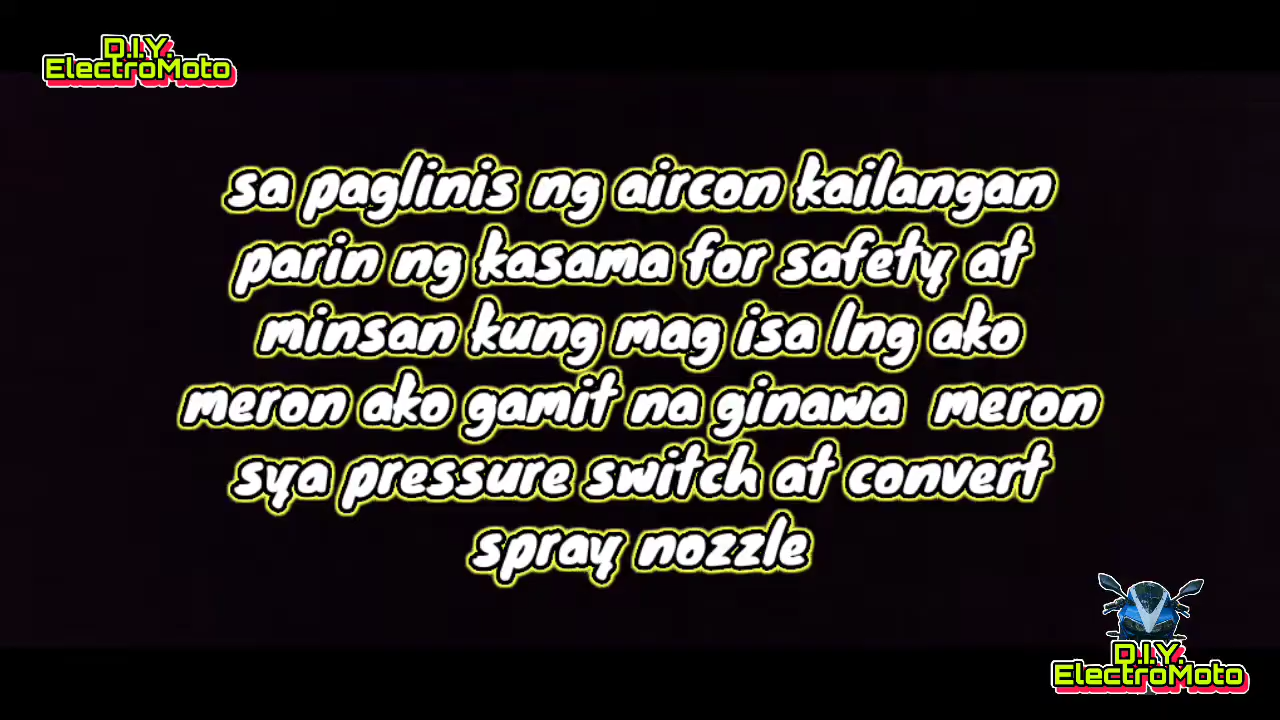 D.I.Y.
ElectroMoto
sa paglinis ng aircon kailangan
parin ng kasama for safety at
minsan kung mag isa lng ako
meron ako gamit na ginawa meron
sya pressure switch at convert
spray nozzle
D.I.Y.
ElectroMoto